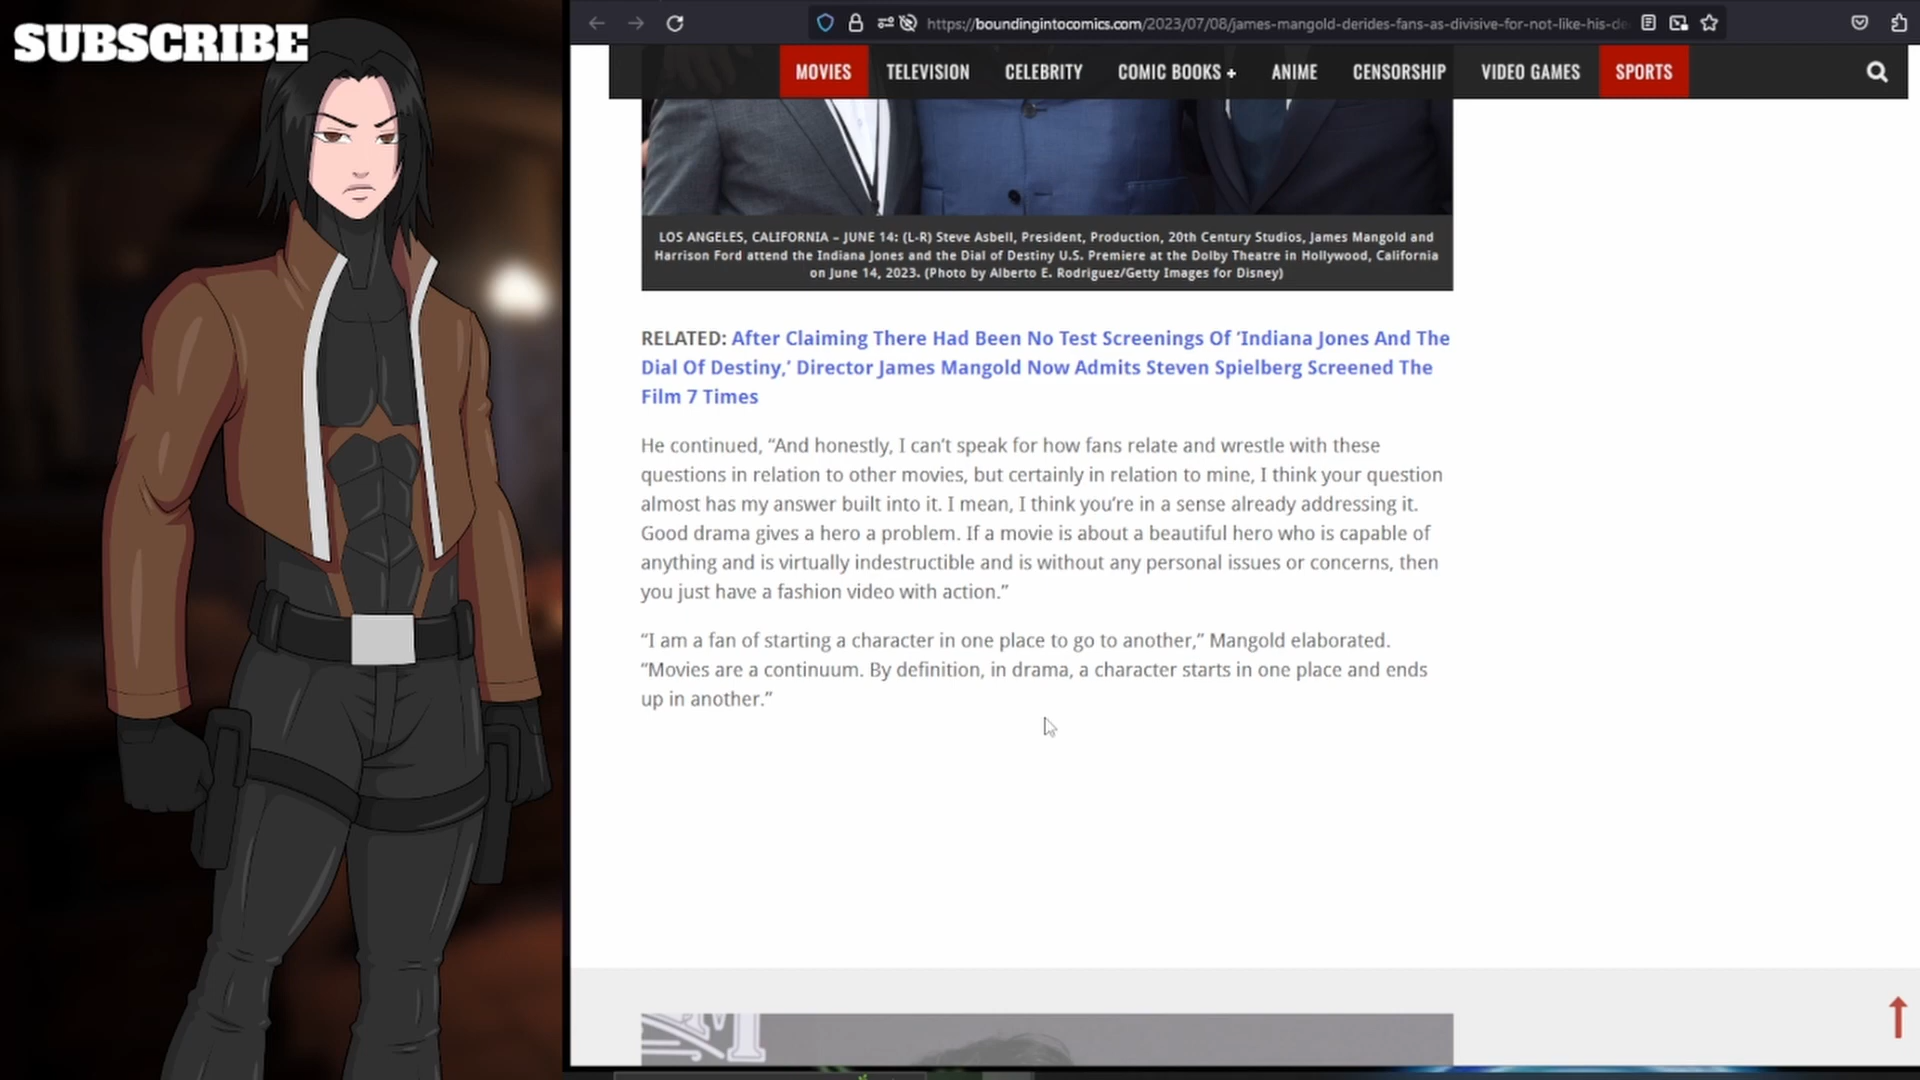 SUBSCRIBE
https://boundingintocomics.com/2023/07/08/james-mangold-derides-fans-as-divisive-for-not-like-his-de
MOVIES TELEVISION CELEBRITY COMIC BOOKS + ANIME CENSORSHIP VIDEO GAMES SPORTS
LOS ANGELES, CALIFORNIA – JUNE 14: (L-R) Steve Asbell, President, Production, 20th Century Studios, James Mangold and
Harrison Ford attend the Indiana Jones and the Dial of Destiny U.S. Premiere at the Dolby Theatre in Hollywood, California
on June 14, 2023. (Photo by Alberto E. Rodriguez/Getty Images for Disney)
RELATED: After Claiming There Had Been No Test Screenings Of ‘Indiana Jones And The
Dial Of Destiny,’ Director James Mangold Now Admits Steven Spielberg Screened The
Film 7 Times
He continued, “And honestly, I can’t speak for how fans relate and wrestle with these
questions in relation to other movies, but certainly in relation to mine, I think your question
almost has my answer built into it. I mean, I think you’re in a sense already addressing it.
Good drama gives a hero a problem. If a movie is about a beautiful hero who is capable of
anything and is virtually indestructible and is without any personal issues or concerns, then
you just have a fashion video with action.”
“I am a fan of starting a character in one place to go to another,” Mangold elaborated.
“Movies are a continuum. By definition, in drama, a character starts in one place and ends
up in another.”